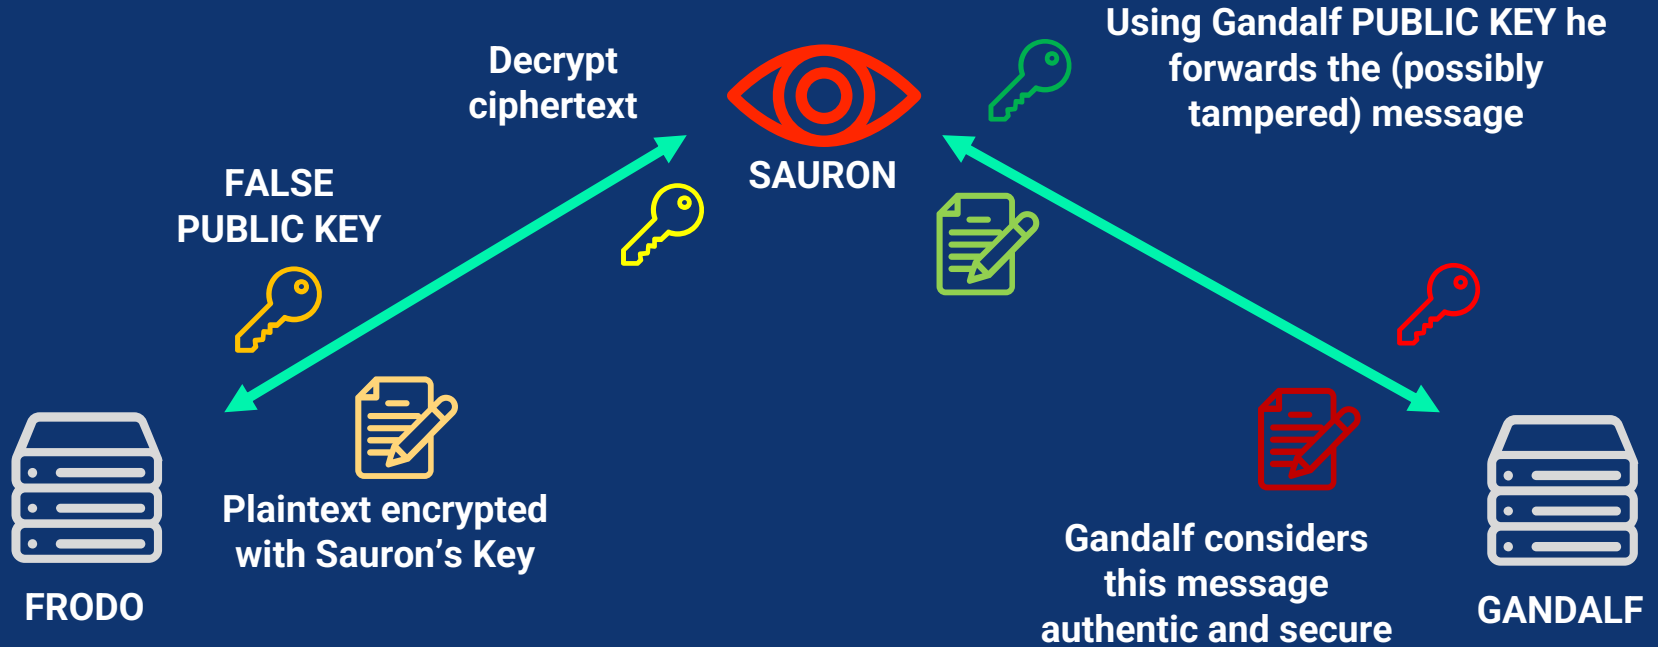 Using Gandalf PUBLIC KEY he
forwards the (possibly
tampered) message
Decrypt
ciphertext
SAURON
FALSE
PUBLIC KEY
Plaintext encrypted
with Sauron’s Key
Gandalf considers
this message
authentic and secure
FRODO
GANDALF